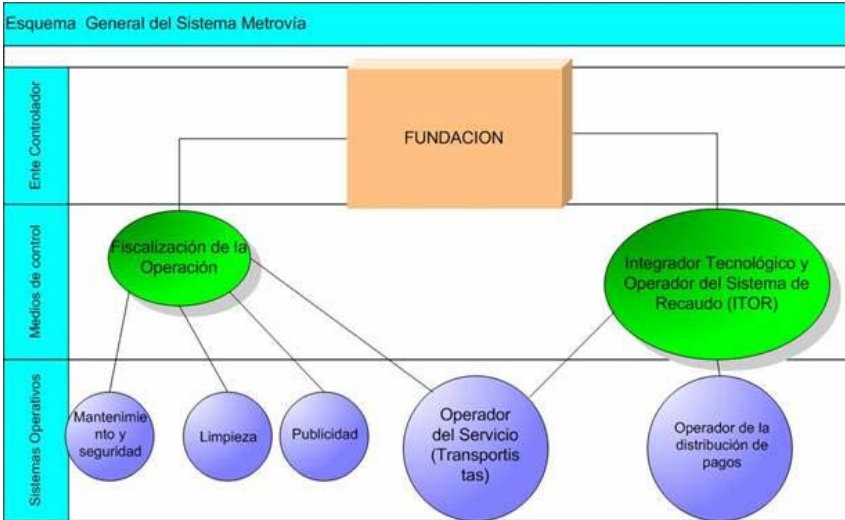 Esquema General del Sistema Metrovía
Ente Controlador
FUNDACION
Medios de control
Fiscalización de la
Operación
Integrador Tecnológico y
Operador del Sistema de
Recaudo (ITOR)
Sistemas Operativos
Mantenimie
nto y
seguridad
Limpieza
Publicidad
Operador
del Servicio
(Transportis
tas)
Operador de la
distribución de
pagos